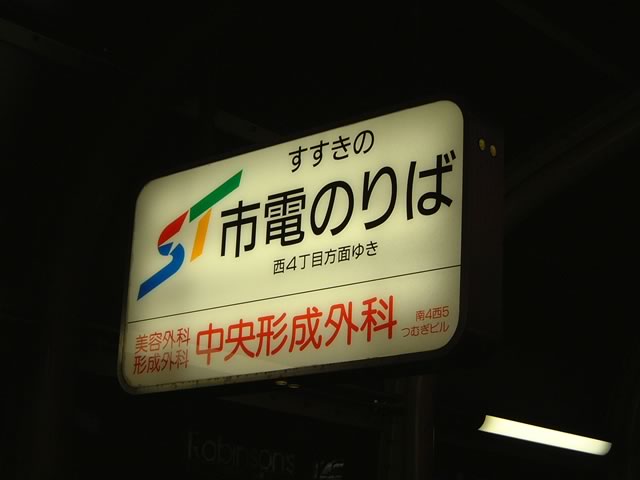 すすきの
ST 市電のりば
西4丁目方面ゆき
美容外科
形成外科
中央形成外科
南4西5
つむぎビル
Robinson's